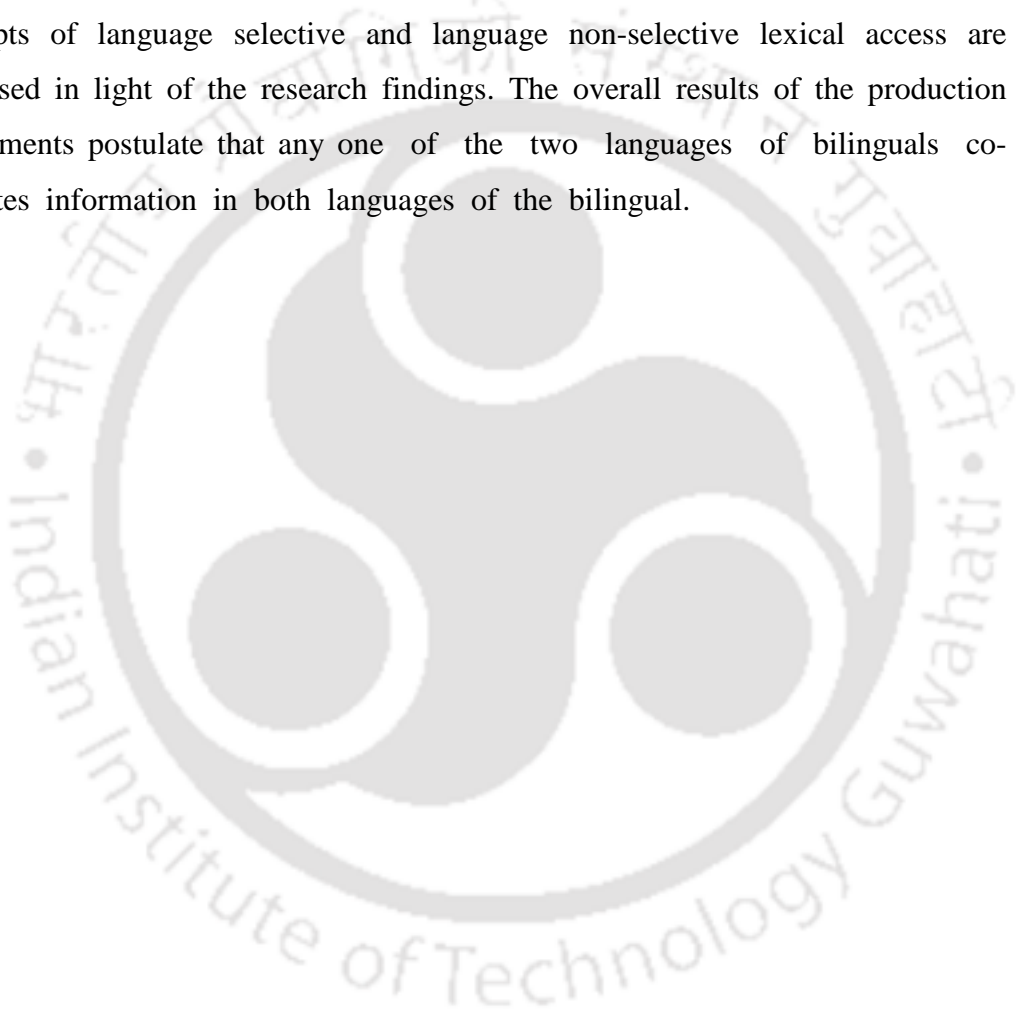 pts of language selective and language non-selective lexical access are
sed in light of the research findings. The overall results of the production
ments postulate that any one of the two languages of bilinguals co-
tes information in both languages of the bilingual.
भारतीय प्रौद्योगिकी संस्थान गुवाहाटी
Indian Institute of Technology Guwahati